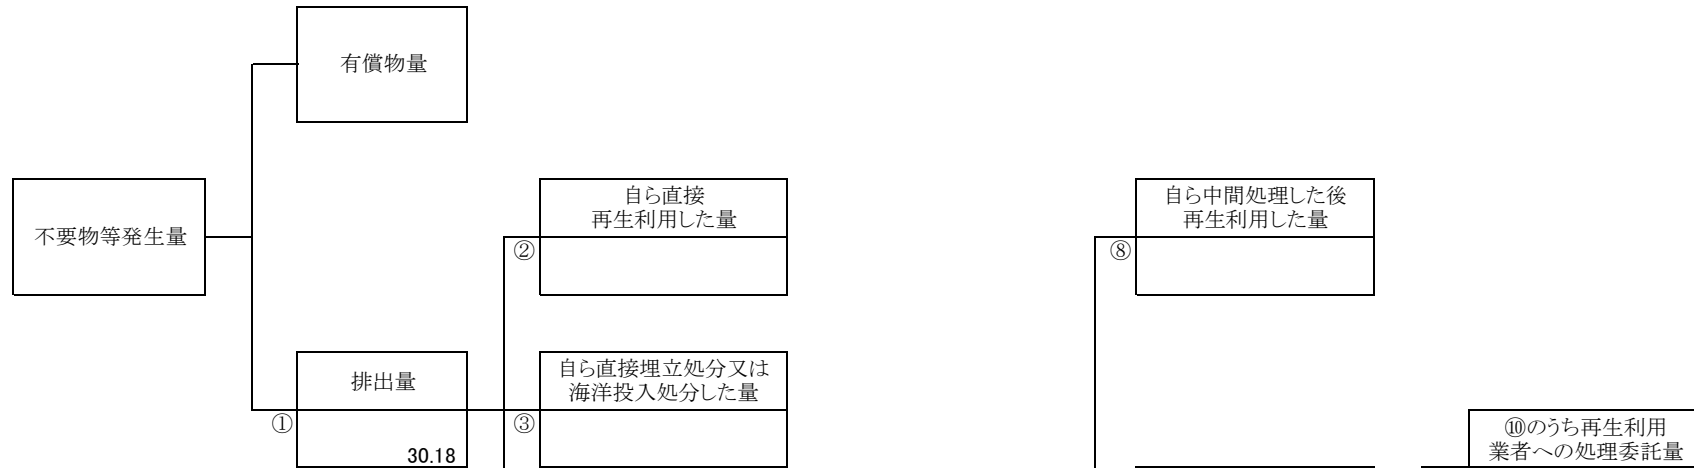 有償物量
自ら直接
再生利用した量
自ら中間処理した後
再生利用した量
不要物等発生量
②
⑧
排出量
自ら直接埋立処分又は
海洋投入処分した量
①
③
30.18
⑩のうち再生利用
業者への処理委託量